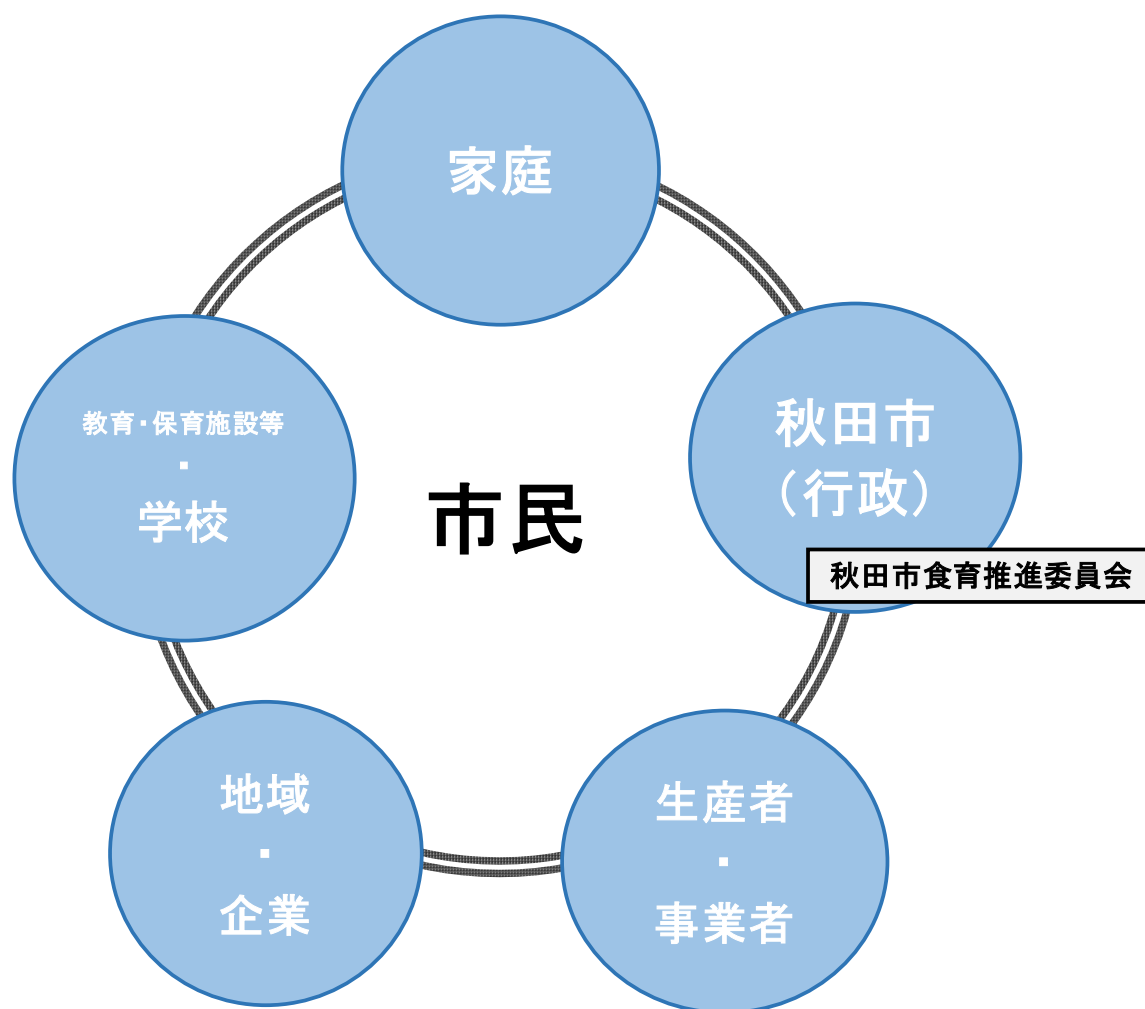 家庭
秋田市
（行政）
秋田市食育推進委員会
教育・保育施設等
・
学校
市民
地域
・
企業
生産者
・
事業者